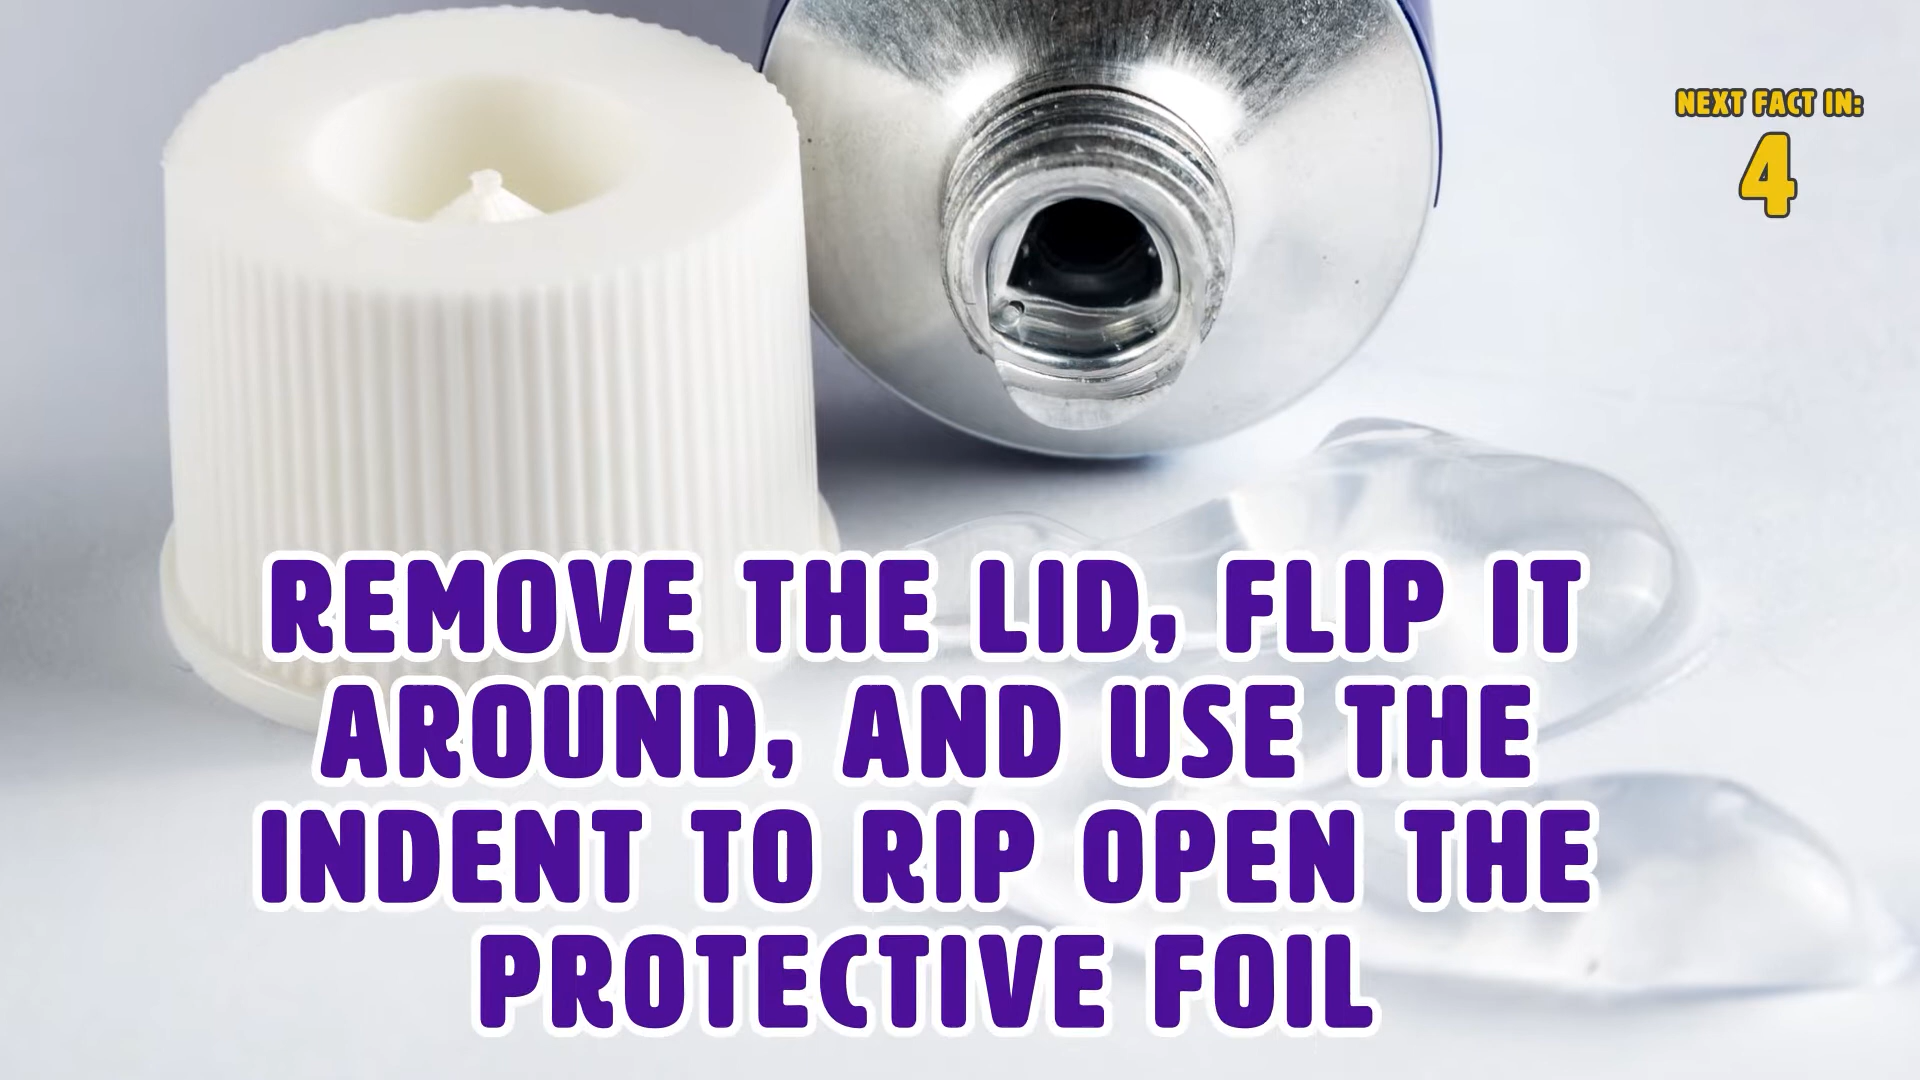 NEXT FACT IN:
4
REMOVE THE LID, FLIP IT
AROUND, AND USE THE
INDENT TO RIP OPEN THE
PROTECTIVE FOIL